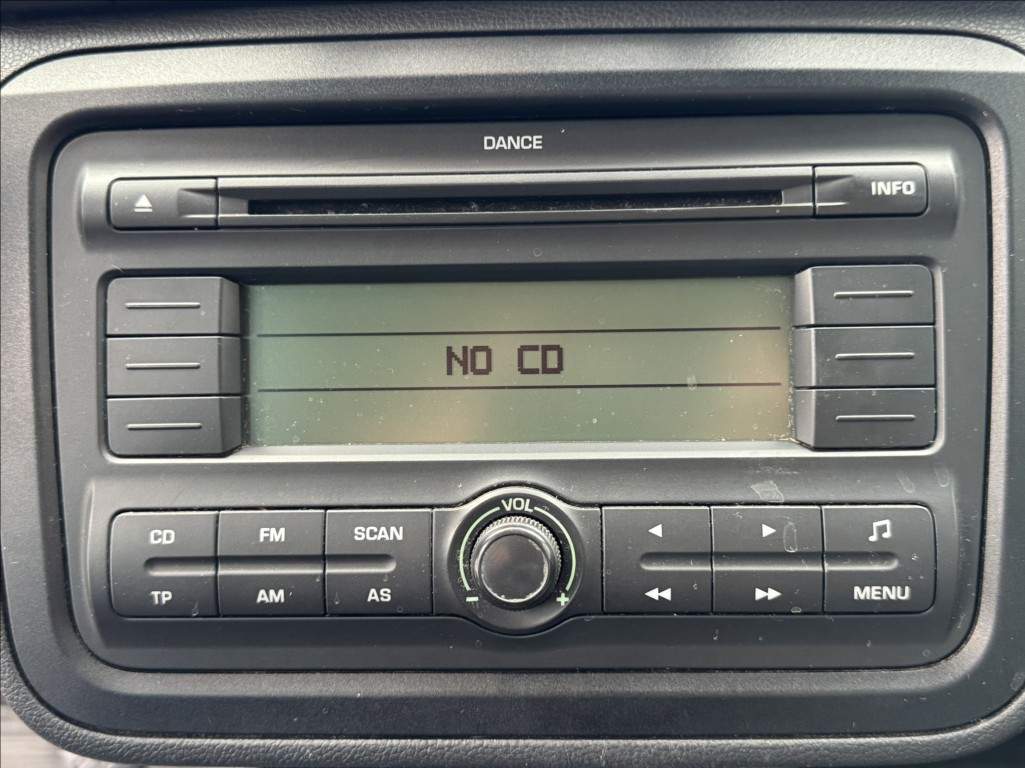 DANCE
INFO
NO CD
VOL
CD FM SCAN
TP AM AS - + MENU